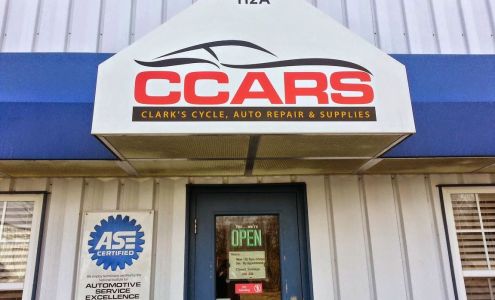 112A
CCARS
CLARK'S CYCLE, AUTO REPAIR & SUPPLIES
OPEN
ASE
CERTIFIED
AUTOMOTIVE
SERVICE
EXCELLENCE